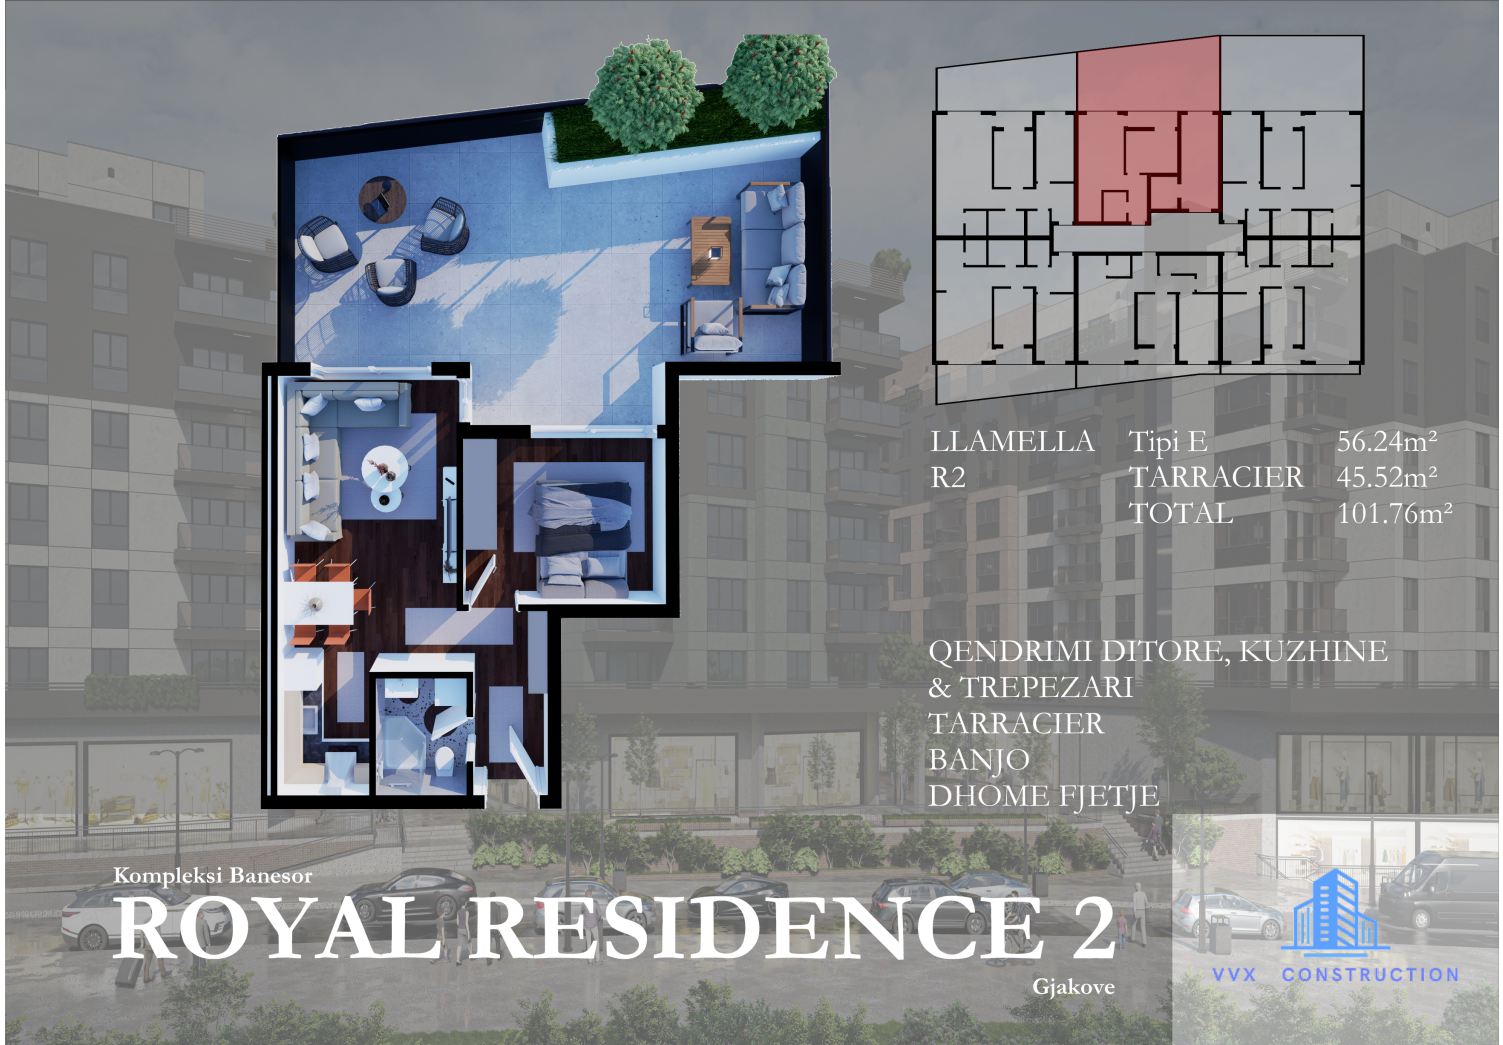 LLAMELLA Tipi E 56.24m²
R2 TARRACIER 45.52m²
TOTAL 101.76m²
QENDRIMI DITORE, KUZHINE
& TREPEZARI
TARRACIER
BANJO
DHOME FJETJE
Kompleksi Banesor
ROYAL RESIDENCE 2
Gjakove
VVX CONSTRUCTION